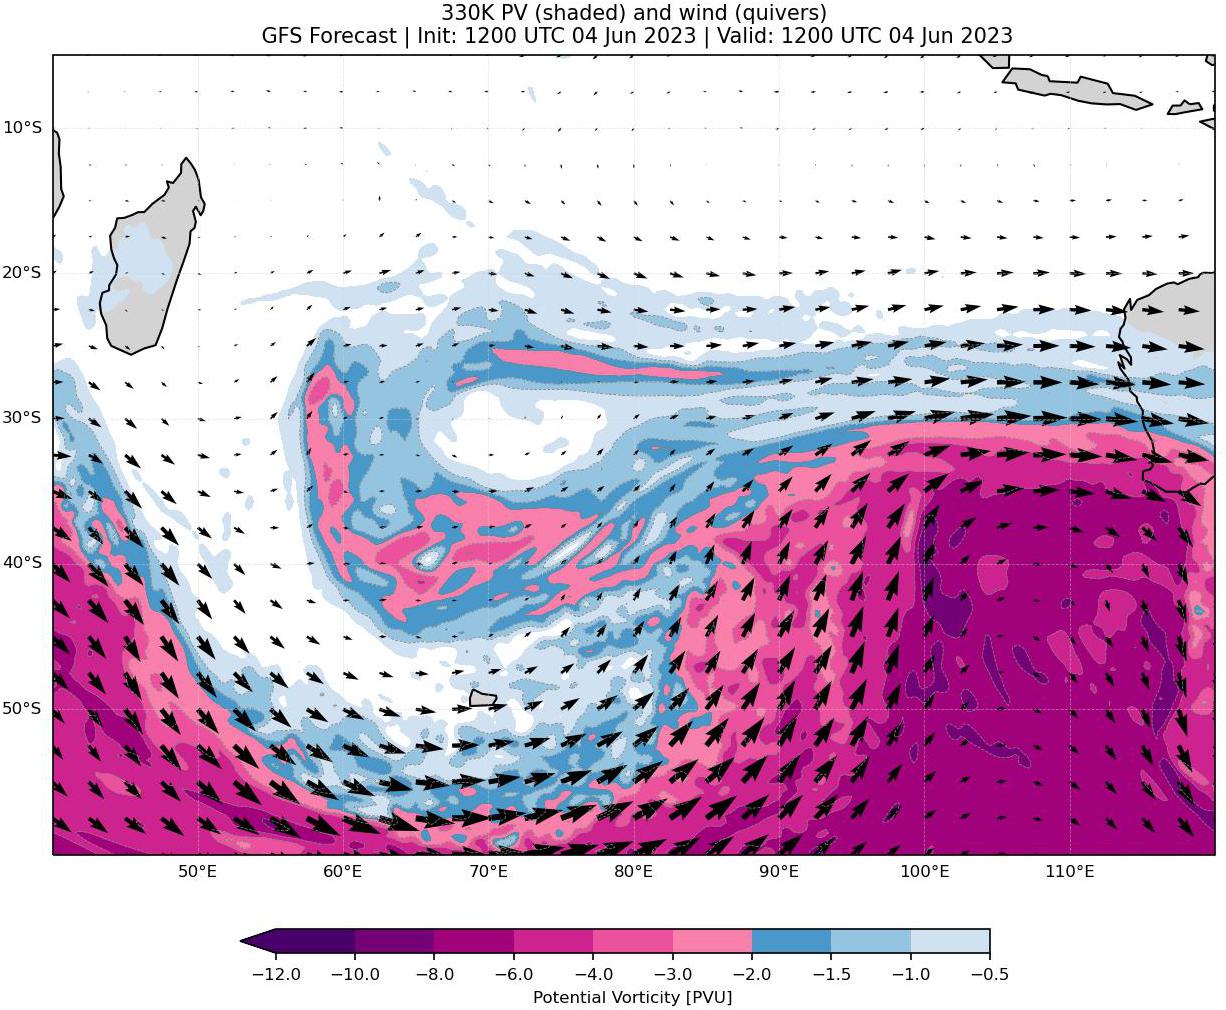 330K PV (shaded) and wind (quivers)
GFS Forecast | Init: 1200 UTC 04 Jun 2023 | Valid: 1200 UTC 04 Jun 2023
10°S
20°S
30°S
40°S
50°S
50°E 60°E 70°E 80°E 90°E 100°E 110°E
−12.0 −10.0 −8.0 −6.0 −4.0 −3.0 −2.0 −1.5 −1.0 −0.5
Potential Vorticity [PVU]